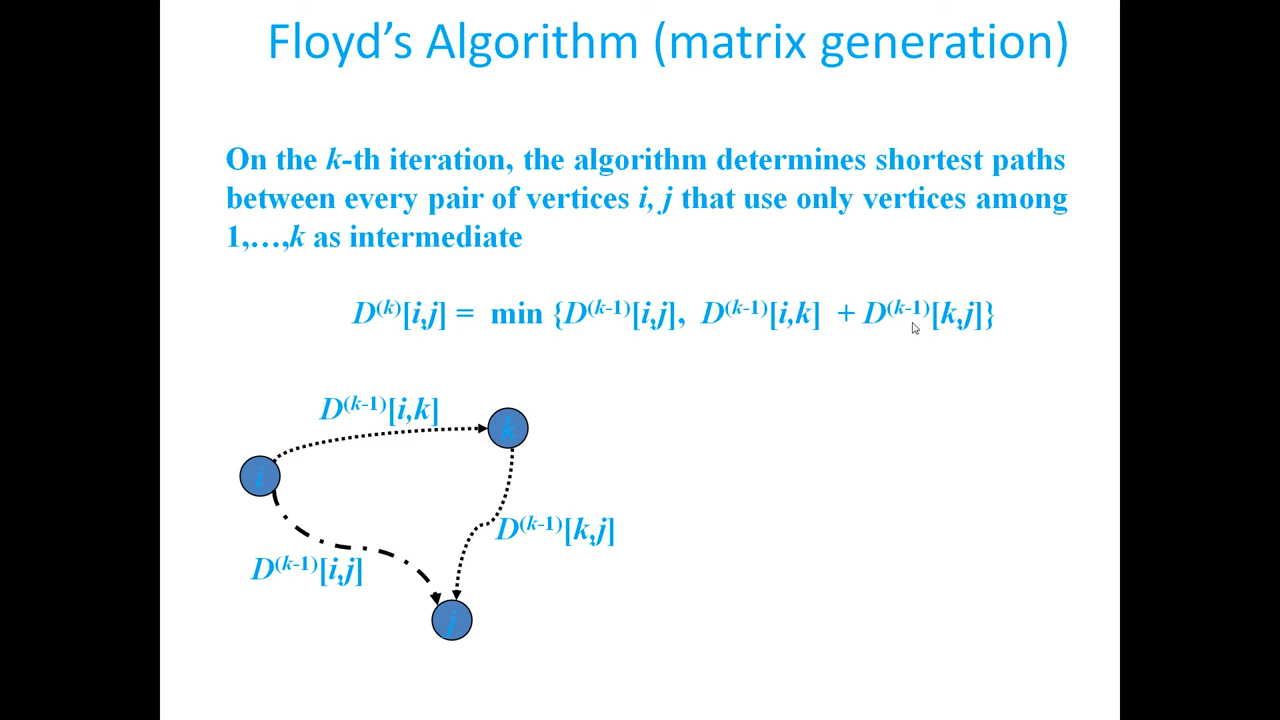 Floyd's Algorithm (matrix generation)
On the k-th iteration, the algorithm determines shortest paths
between every pair of vertices i, j that use only vertices among
1,…,k as intermediate
D(k)[i,j] = min {D(k-1)[i,j], D(k-1)[i,k] + D(k-1)[k,j]}
D(k-1)[i,k]
k
i
D(k-1)[k,j]
D(k-1)[i,j]
j